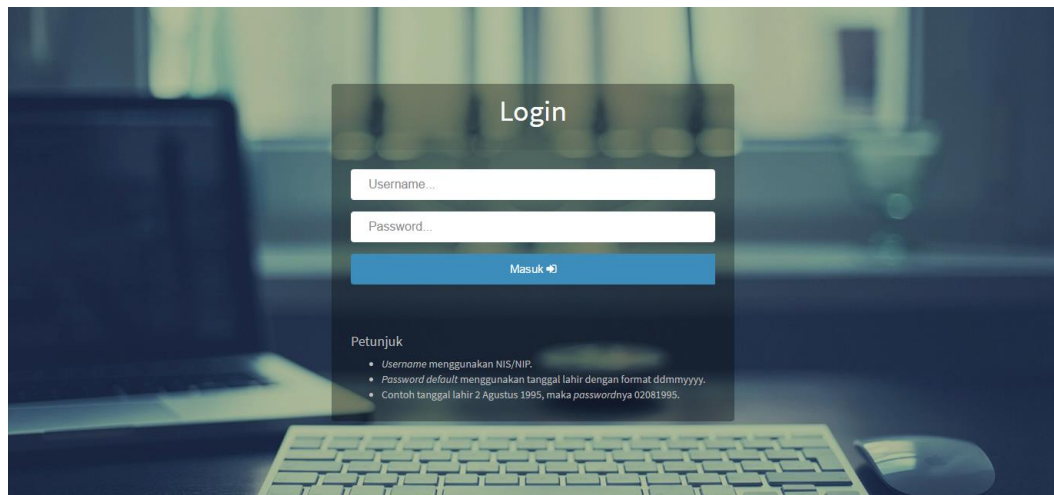 Login
Username...
Password...
Masuk
Petunjuk
Username menggunakan NIS/NIP.
Password default menggunakan tanggal lahir dengan format ddmmyyyy.
Contoh tanggal lahir 2 Agustus 1995, maka passwordnya 02081995.